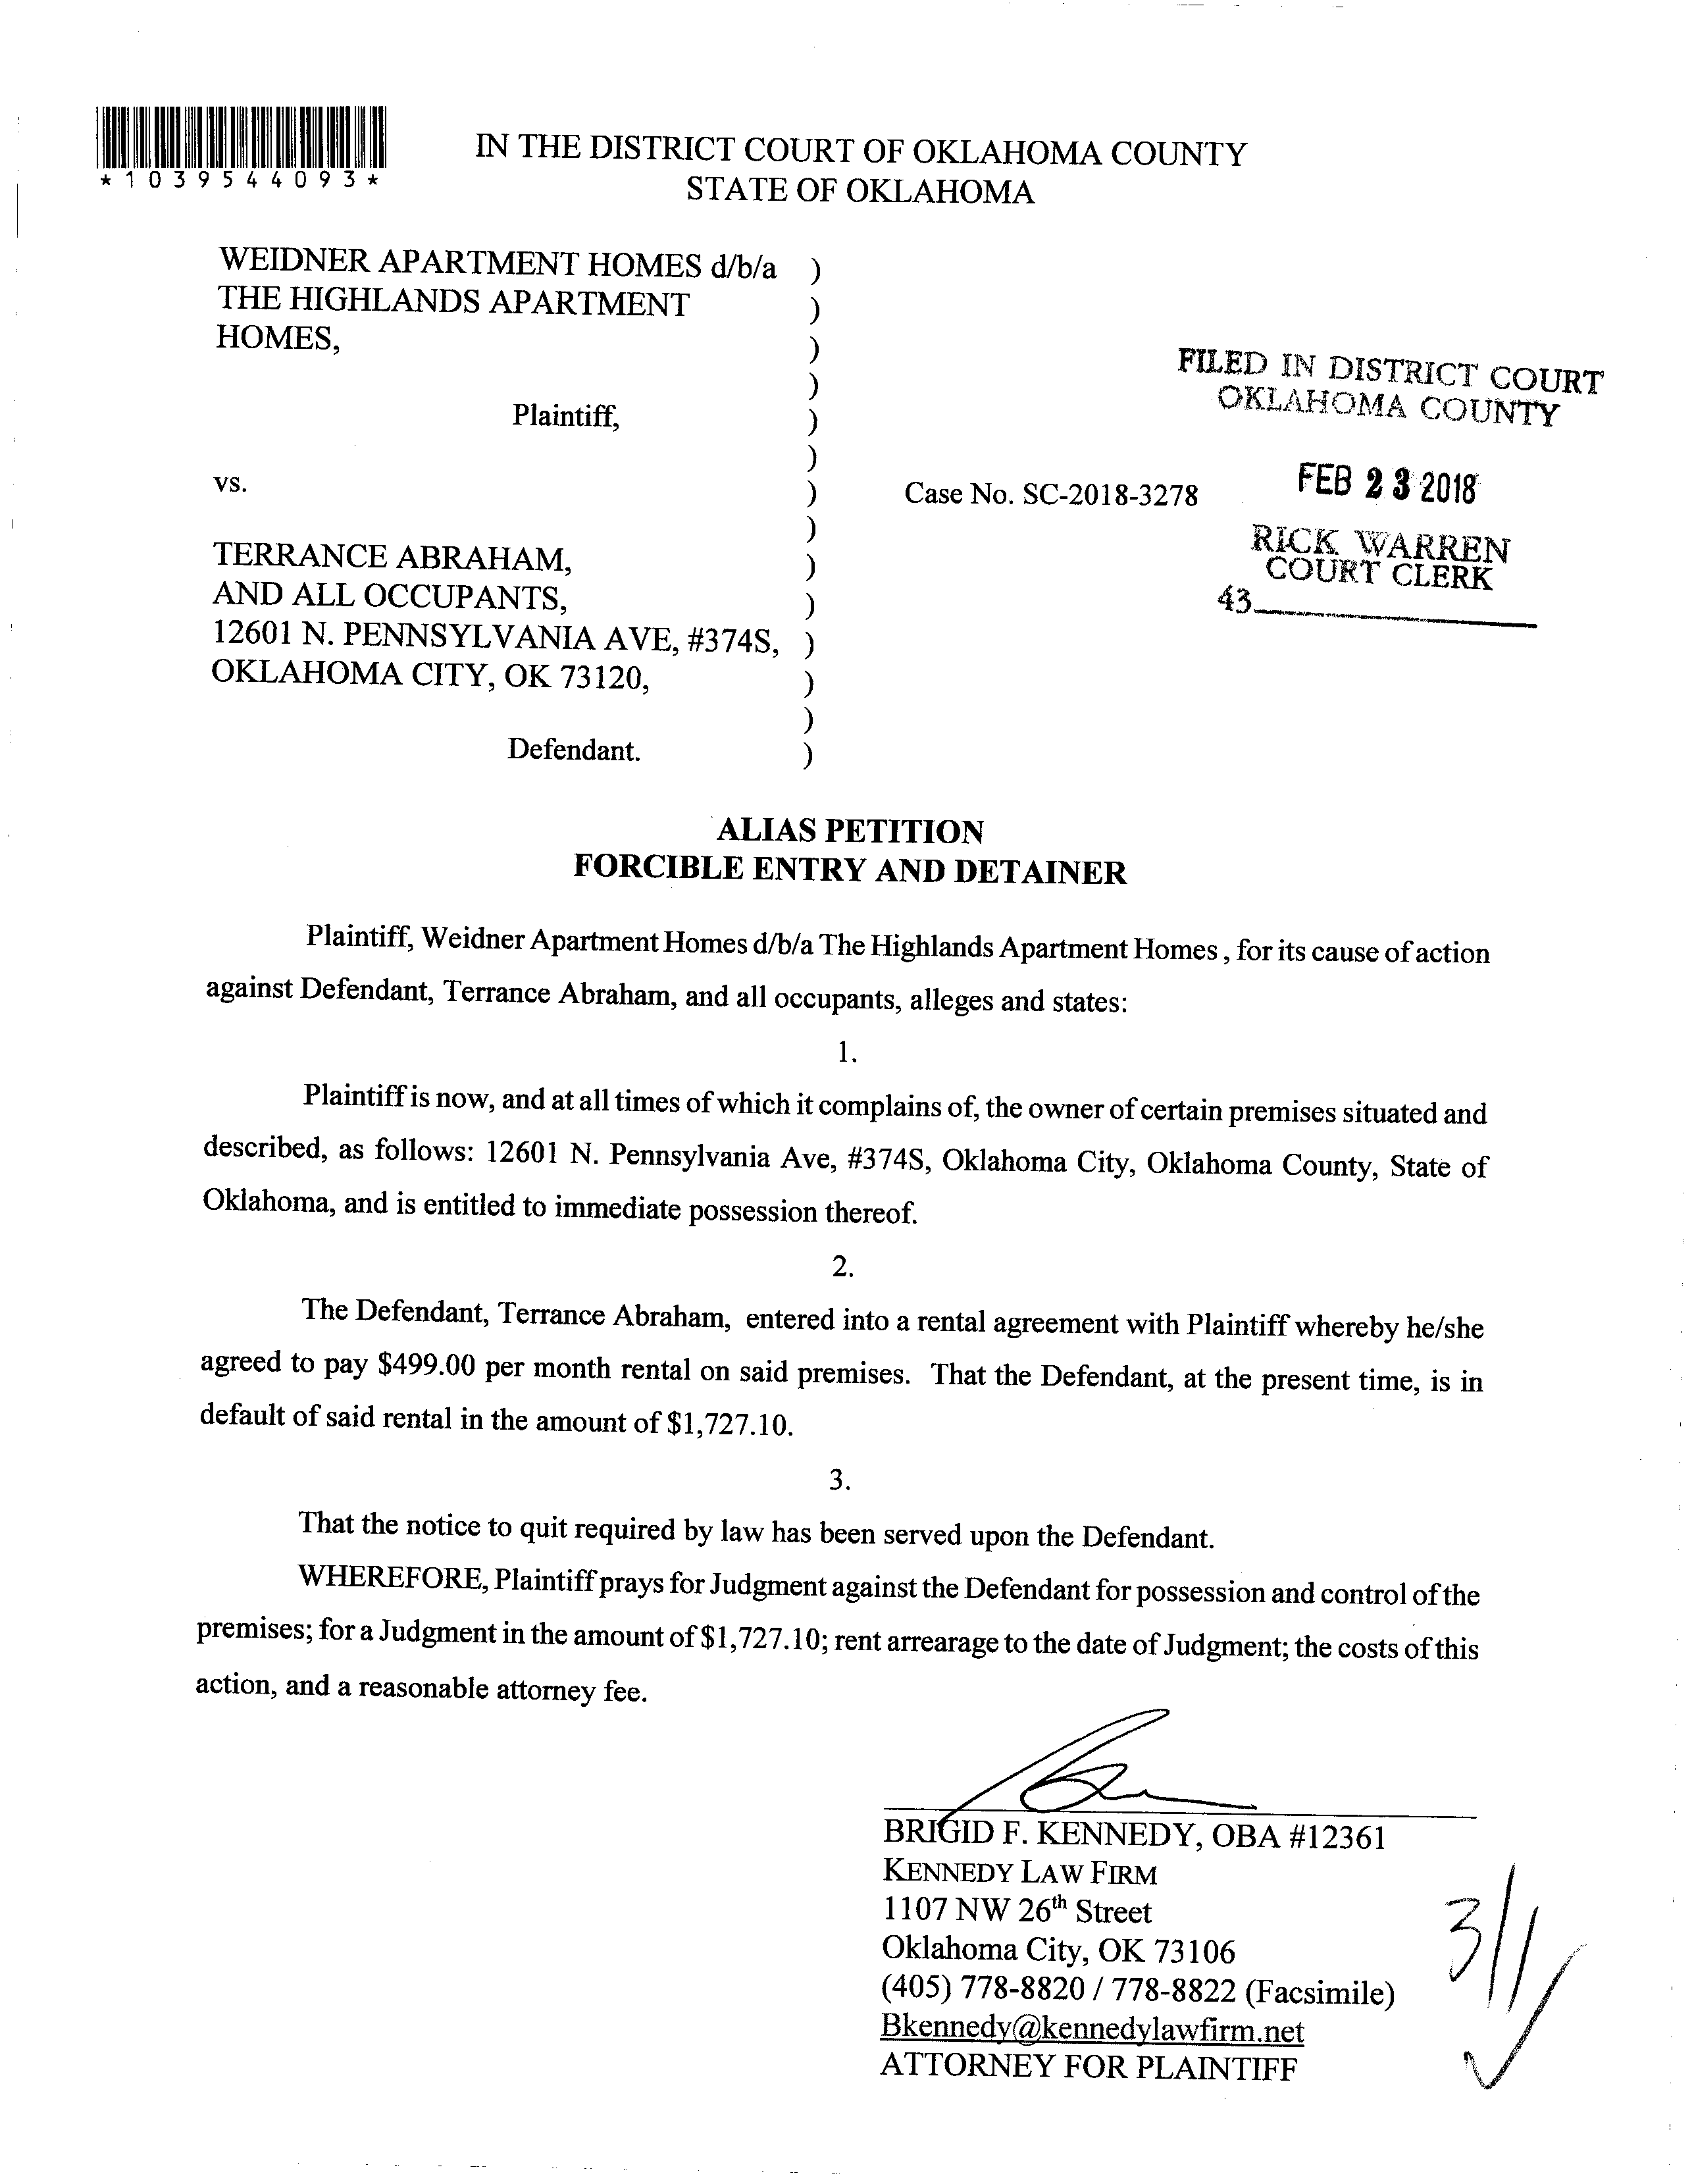 *1039544093*
IN THE DISTRICT COURT OF OKLAHOMA COUNTY
STATE OF OKLAHOMA
WEIDNER APARTMENT HOMES d/b/a )
THE HIGHLANDS APARTMENT )
HOMES, )
)
Plaintiff, )
)
vs. )
)
TERRANCE ABRAHAM, )
AND ALL OCCUPANTS, )
12601 N. PENNSYLVANIA AVE, #374S, )
OKLAHOMA CITY, OK 73120, )
)
Defendant. )
Case No. SC-2018-3278
FILED IN DISTRICT COURT
OKLAHOMA COUNTY
FEB 23 2018
RICK WARREN
COURT CLERK
43
ALIAS PETITION
FORCIBLE ENTRY AND DETAINER
Plaintiff, Weidner Apartment Homes d/b/a The Highlands Apartment Homes , for its cause of action
against Defendant, Terrance Abraham, and all occupants, alleges and states:
1.
Plaintiff is now, and at all times of which it complains of, the owner of certain premises situated and
described, as follows: 12601 N. Pennsylvania Ave, #374S, Oklahoma City, Oklahoma County, State of
Oklahoma, and is entitled to immediate possession thereof.
2.
The Defendant, Terrance Abraham, entered into a rental agreement with Plaintiff whereby he/she
agreed to pay $499.00 per month rental on said premises. That the Defendant, at the present time, is in
default of said rental in the amount of $1,727.10.
3.
That the notice to quit required by law has been served upon the Defendant.
WHEREFORE, Plaintiff prays for Judgment against the Defendant for possession and control of the
premises; for a Judgment in the amount of $1,727.10; rent arrearage to the date of Judgment; the costs of this
action, and a reasonable attorney fee.
BRIGID F. KENNEDY, OBA #12361
KENNEDY LAW FIRM
1107 NW 26th Street
Oklahoma City, OK 73106
(405) 778-8820 / 778-8822 (Facsimile)
Bkennedy@kennedylawfirm.net
ATTORNEY FOR PLAINTIFF
3/1